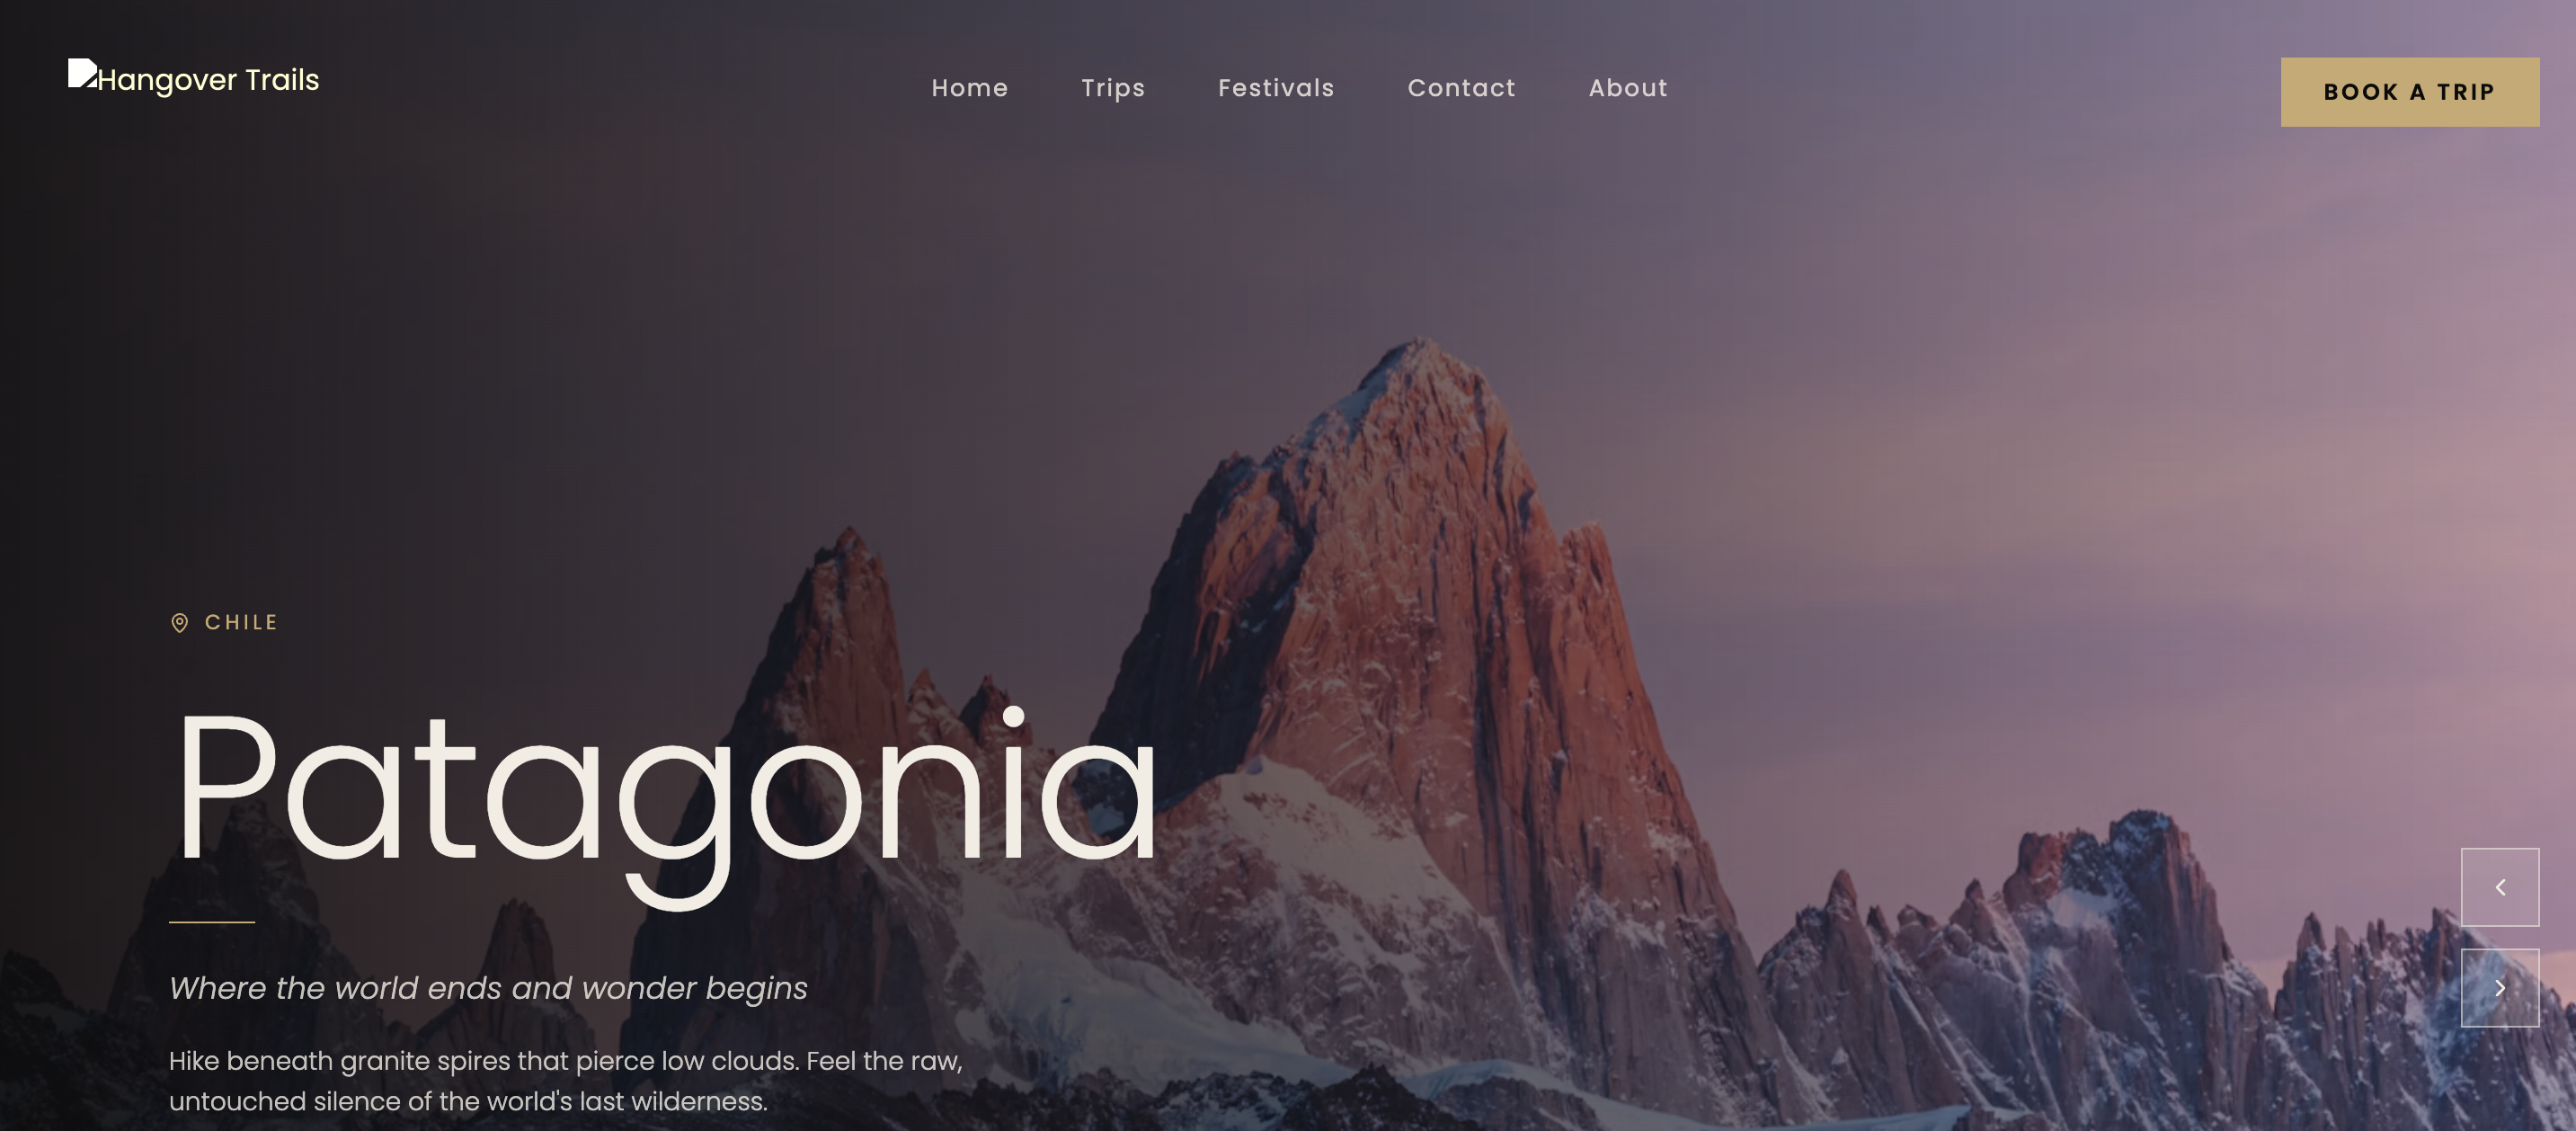 Hangover Trails
Home Trips Festivals Contact About
BOOK A TRIP
CHILE
Patagonia
Where the world ends and wonder begins
Hike beneath granite spires that pierce low clouds. Feel the raw,
untouched silence of the world's last wilderness.